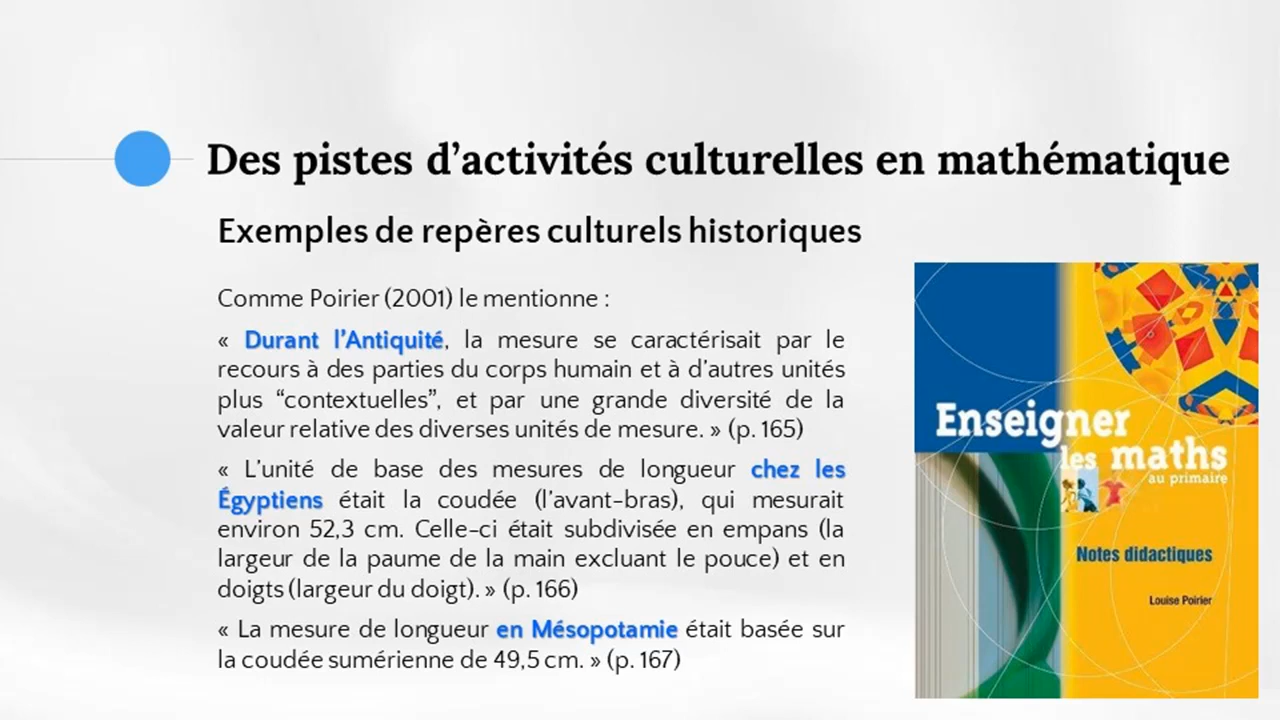 Des pistes d’activités culturelles en mathématique
Exemples de repères culturels historiques
Comme Poirier (2001) le mentionne :
« Durant l’Antiquité, la mesure se caractérisait par le
recours à des parties du corps humain et à d’autres unités
plus “contextuelles”, et par une grande diversité de la
valeur relative des diverses unités de mesure. » (p. 165)
« L’unité de base des mesures de longueur chez les
Égyptiens était la coudée (l’avant-bras), qui mesurait
environ 52,3 cm. Celle-ci était subdivisée en empans (la
largeur de la paume de la main excluant le pouce) et en
doigts (largeur du doigt). » (p. 166)
« La mesure de longueur en Mésopotamie était basée sur
la coudée sumérienne de 49,5 cm. » (p. 167)
Enseigner
les maths
au primaire
Notes didactiques
Louise Poirier